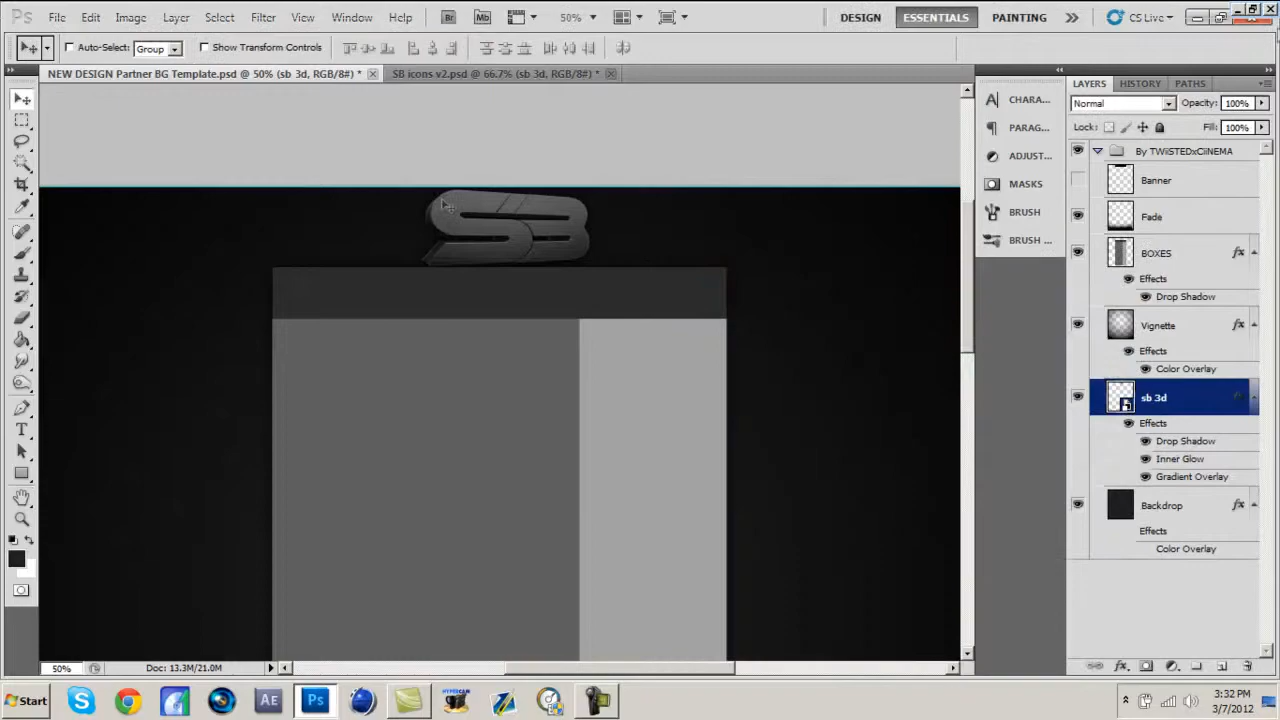 Ps File Edit Image Layer Select Filter View Window Help Br Mb 50% DESIGN ESSENTIALS PAINTING CS Live
Auto-Select: Group Show Transform Controls
NEW DESIGN Partner BG Template.psd @ 50% (sb 3d, RGB/8#) * SB icons v2.psd @ 66.7% (sb 3d, RGB/8#) *
LAYERS HISTORY PATHS
Normal Opacity: 100%
Lock: Fill: 100%
CHARA...
PARAG...
ADJUST...
MASKS
BRUSH
BRUSH ...
By TWiiSTEDxCiiNEMA
Banner
Fade
BOXES fx
Effects
Drop Shadow
Vignette fx
Effects
Color Overlay
sb 3d
Effects
Drop Shadow
Inner Glow
Gradient Overlay
Backdrop fx
Effects
Color Overlay
SB
50% Doc: 13.3M/21.0M
Start AE Ps HYPERCAM
3:32 PM
3/7/2012